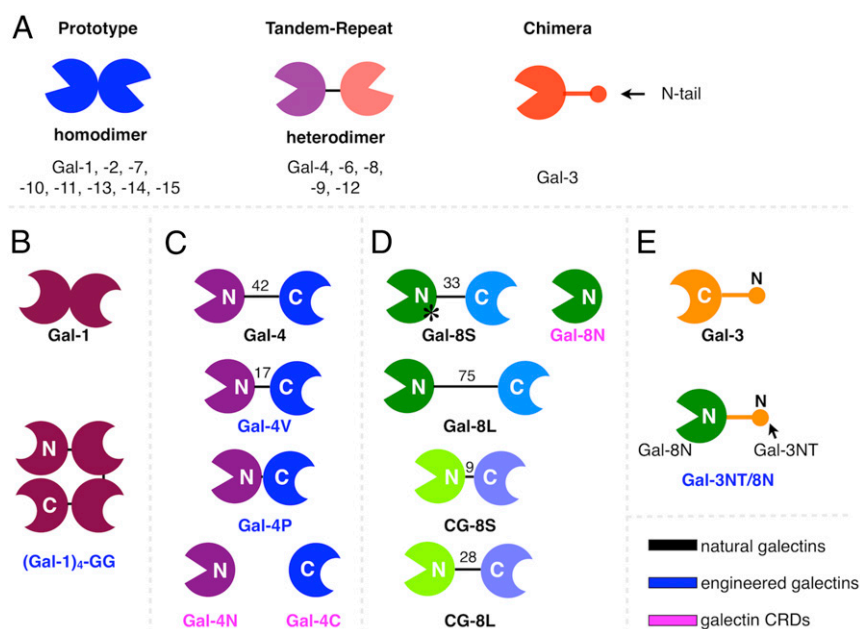 A
Prototype
Tandem-Repeat
Chimera
N-tail
homodimer
heterodimer
Gal-1, -2, -7,
-10, -11, -13, -14, -15
Gal-4, -6, -8,
-9, -12
Gal-3
B
Gal-1
N
C
(Gal-1)₄-GG
C
N 42 C
Gal-4
N 17 C
Gal-4V
N C
Gal-4P
N C
Gal-4N Gal-4C
D
N 33 C N
*
Gal-8S Gal-8N
75
Gal-8L
N 9 C
CG-8S
N 28 C
CG-8L
E
C N
Gal-3
N N
Gal-8N Gal-3NT
Gal-3NT/8N
natural galectins
engineered galectins
galectin CRDs